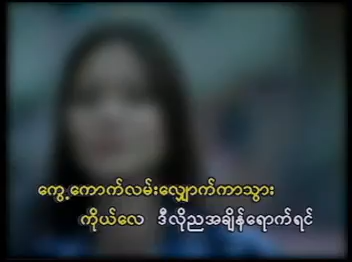 ကွေ့ကောက်လမ်းလျှောက်ကာသွား
ကိုယ်လေ ဒီလိုညအချိန်ရောက်ရင်